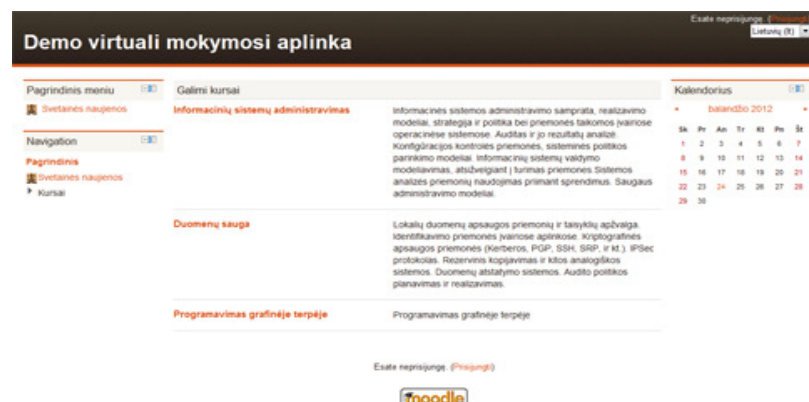 Esate neprisijungę. (Prisijungti)
Lietuvių (lt)
Demo virtuali mokymosi aplinka
Pagrindinis meniu
Svetainės naujienos
Navigation
Pagrindinis
Svetainės naujienos
Kursai
Galimi kursai
Informacinių sistemų administravimas
Informacinės sistemos administravimo samprata, realizavimo
modeliai, strategija ir politika bei priemonės taikomos įvairiose
operacinėse sistemose. Auditas ir jo rezultatų analizė.
Konfigūracijos kontrolės priemonės, sisteminės politikos
parinkimo modeliai. Informacinių sistemų valdymo
modeliavimas, atsižvelgiant į turimas priemones.Sistemos
analizės priemonių naudojimas priimant sprendimus. Saugaus
administravimo modeliai.
Duomenų sauga
Lokalių duomenų apsaugos priemonių ir taisyklių apžvalga.
Identifikavimo priemonės įvairiose aplinkose. Kriptografinės
apsaugos priemonės (Kerberos, PGP, SSH, SRP, ir kt.). IPSec
protokolas. Rezervinis kopijavimas ir kitos analogiškos
sistemos. Duomenų atstatymo sistemos. Audito politikos
planavimas ir realizavimas.
Programavimas grafinėje terpėje
Programavimas grafinėje terpėje
Kalendorius
balandžio 2012
Sk Pr An Tr Kt Pn Št
1 2 3 4 5 6 7
8 9 10 11 12 13 14
15 16 17 18 19 20 21
22 23 24 25 26 27 28
29 30
Esate neprisijungę. (Prisijungti)
moodle